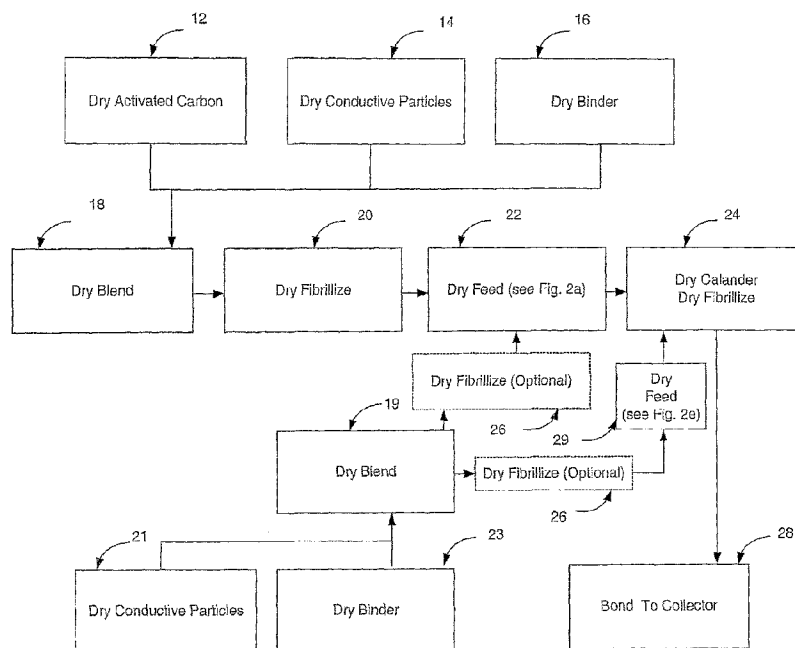 12
14
16
Dry Activated Carbon
Dry Conductive Particles
Dry Binder
18
20
22
24
Dry Blend
Dry Fibrillize
Dry Feed (see Fig. 2a)
Dry Calander
Dry Fibrillize
Dry Fibrillize (Optional)
26
19
Dry
Feed
(see Fig. 2e)
29
Dry Blend
Dry Fibrillize (Optional)
26
21
23
28
Dry Conductive Particles
Dry Binder
Bond To Collector